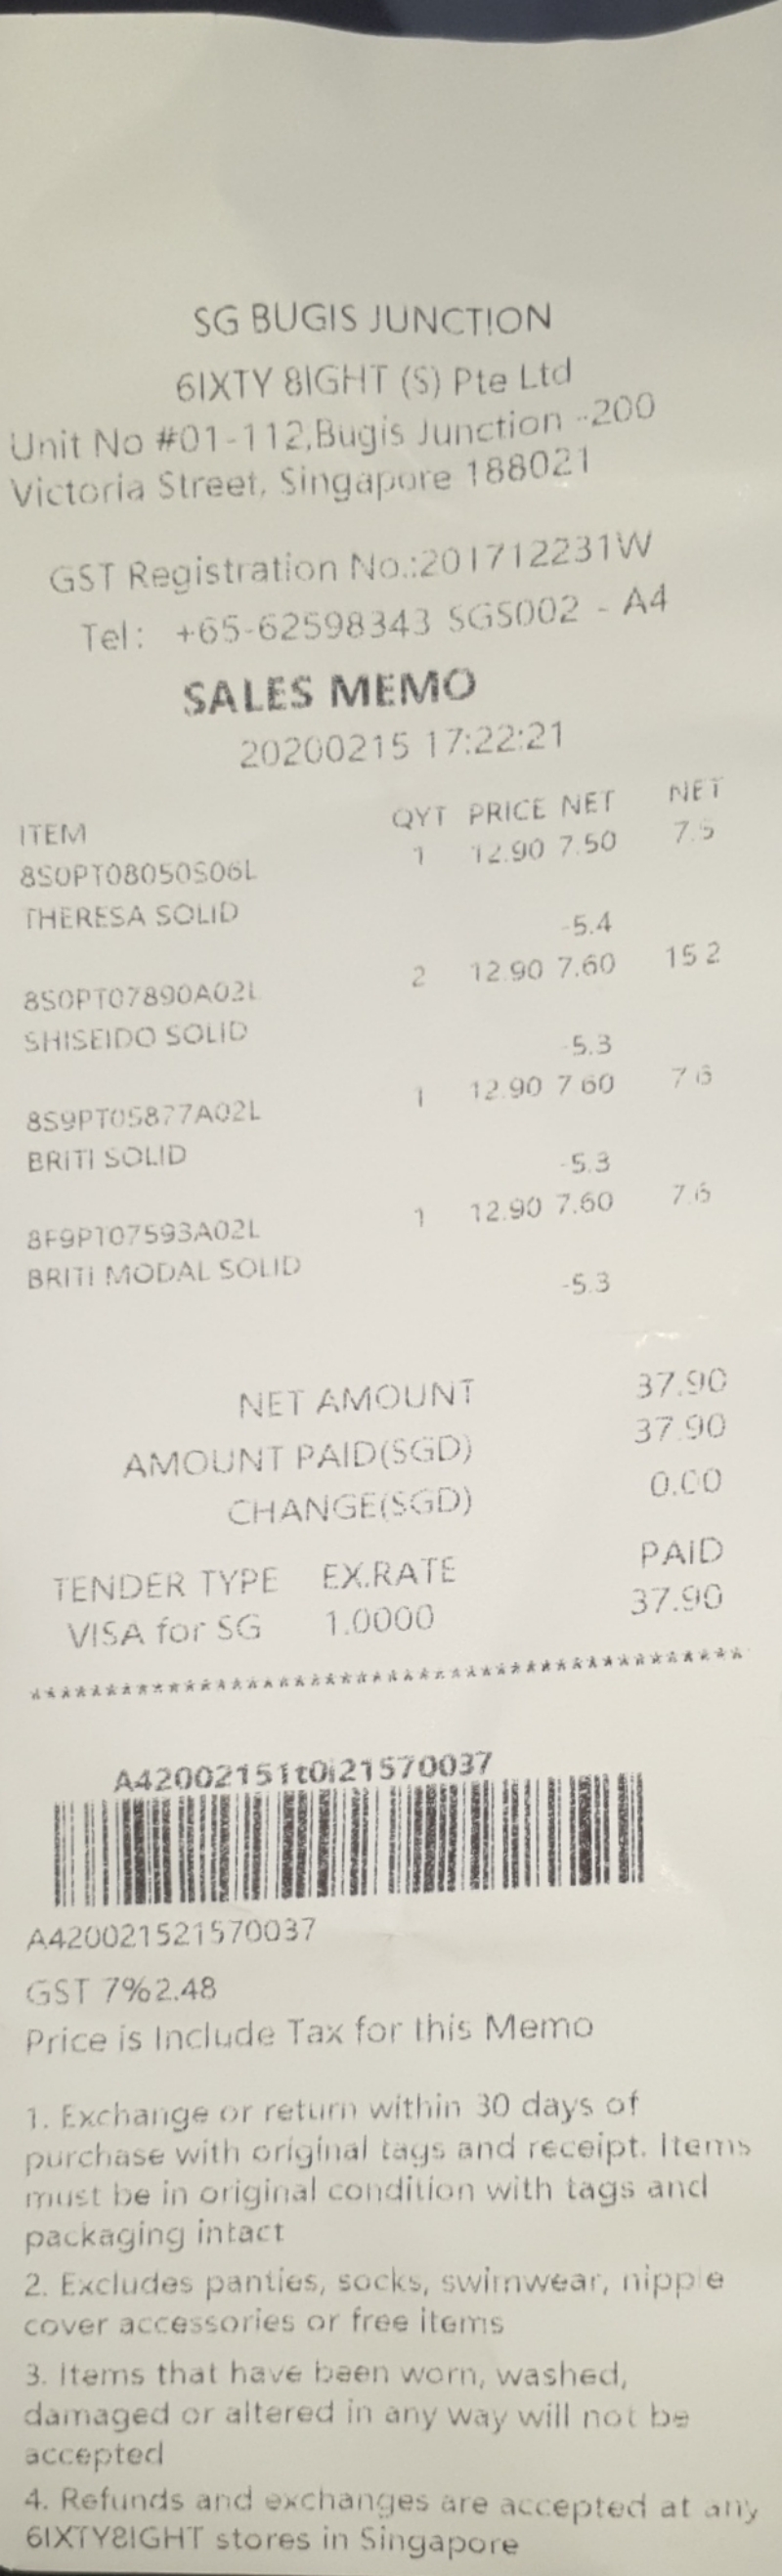 SG BUGIS JUNCTION
6IXTY 8IGHT (S) Pte Ltd
Unit No #01-112,Bugis Junction -200
Victoria Street, Singapore 188021
GST Registration No.:201712231W
Tel: +65-62598343 SGS002 - A4
SALES MEMO
20200215 17:22:21
ITEM QYT PRICE NET NET
8S0PT08050S06L 1 12.90 7.50 7.5
THERESA SOLID -5.4
8S0PT07890A02L 2 12.90 7.60 15.2
SHISEIDO SOLID -5.3
8S9PT05877A02L 1 12.90 7.60 7.6
BRITI SOLID -5.3
8F9PT07593A02L 1 12.90 7.60 7.6
BRITI MODAL SOLID -5.3
NET AMOUNT 37.90
AMOUNT PAID(SGD) 37.90
CHANGE(SGD) 0.00
TENDER TYPE EX.RATE PAID
VISA for SG 1.0000 37.90
***********************************************
A42002151t0i21570037
A420021521570037
GST 7%2.48
Price is Include Tax for this Memo
1. Exchange or return within 30 days of
purchase with original tags and receipt. Items
must be in original condition with tags and
packaging intact
2. Excludes panties, socks, swimwear, nipple
cover accessories or free items
3. Items that have been worn, washed,
damaged or altered in any way will not be
accepted
4. Refunds and exchanges are accepted at any
6IXTY8IGHT stores in Singapore